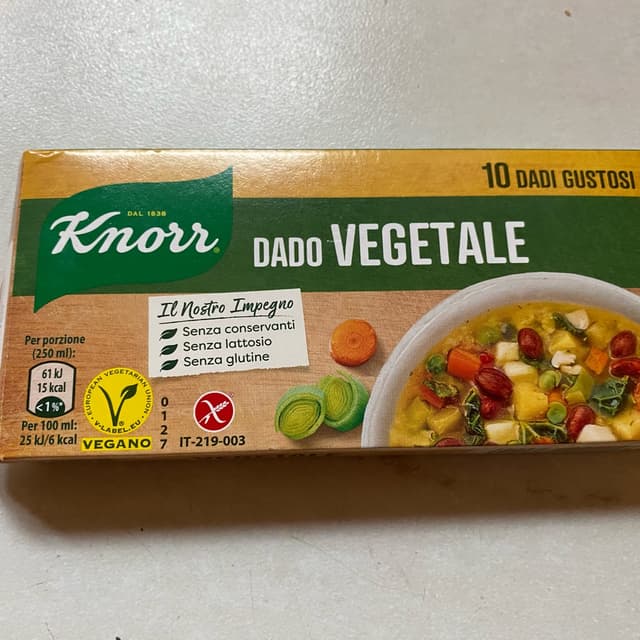 10 DADI GUSTOSI
DAL 1838
Knorr
DADO VEGETALE
Il Nostro Impegno
Senza conservanti
Senza lattosio
Senza glutine
Per porzione
(250 ml):
61 kJ
15 kcal
<1%*
Per 100 ml:
25 kJ/6 kcal
EUROPEAN VEGETARIAN UNION
V-LABEL.EU
VEGANO
0
1
2
7
IT-219-003